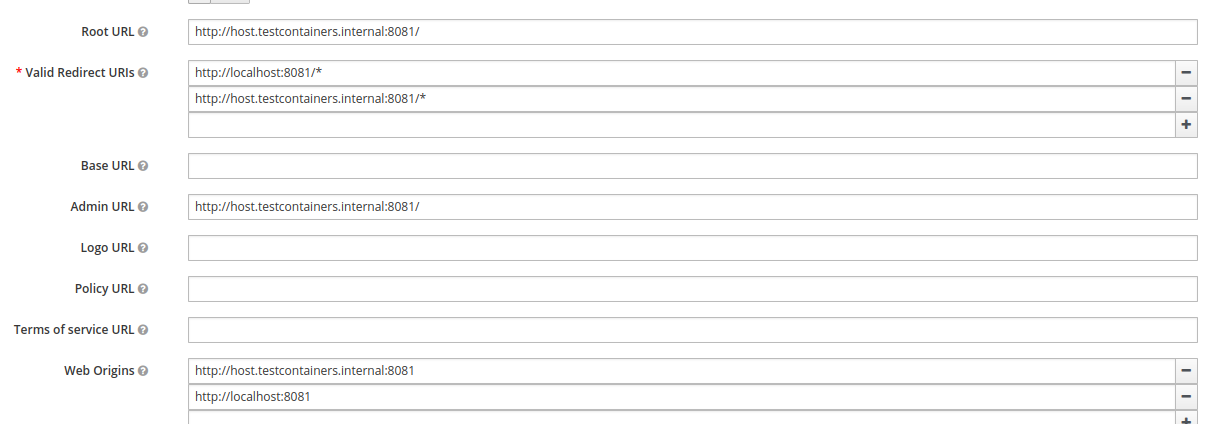 Root URL http://host.testcontainers.internal:8081/
* Valid Redirect URIs http://localhost:8081/*
http://host.testcontainers.internal:8081/*
Base URL
Admin URL http://host.testcontainers.internal:8081/
Logo URL
Policy URL
Terms of service URL
Web Origins http://host.testcontainers.internal:8081
http://localhost:8081